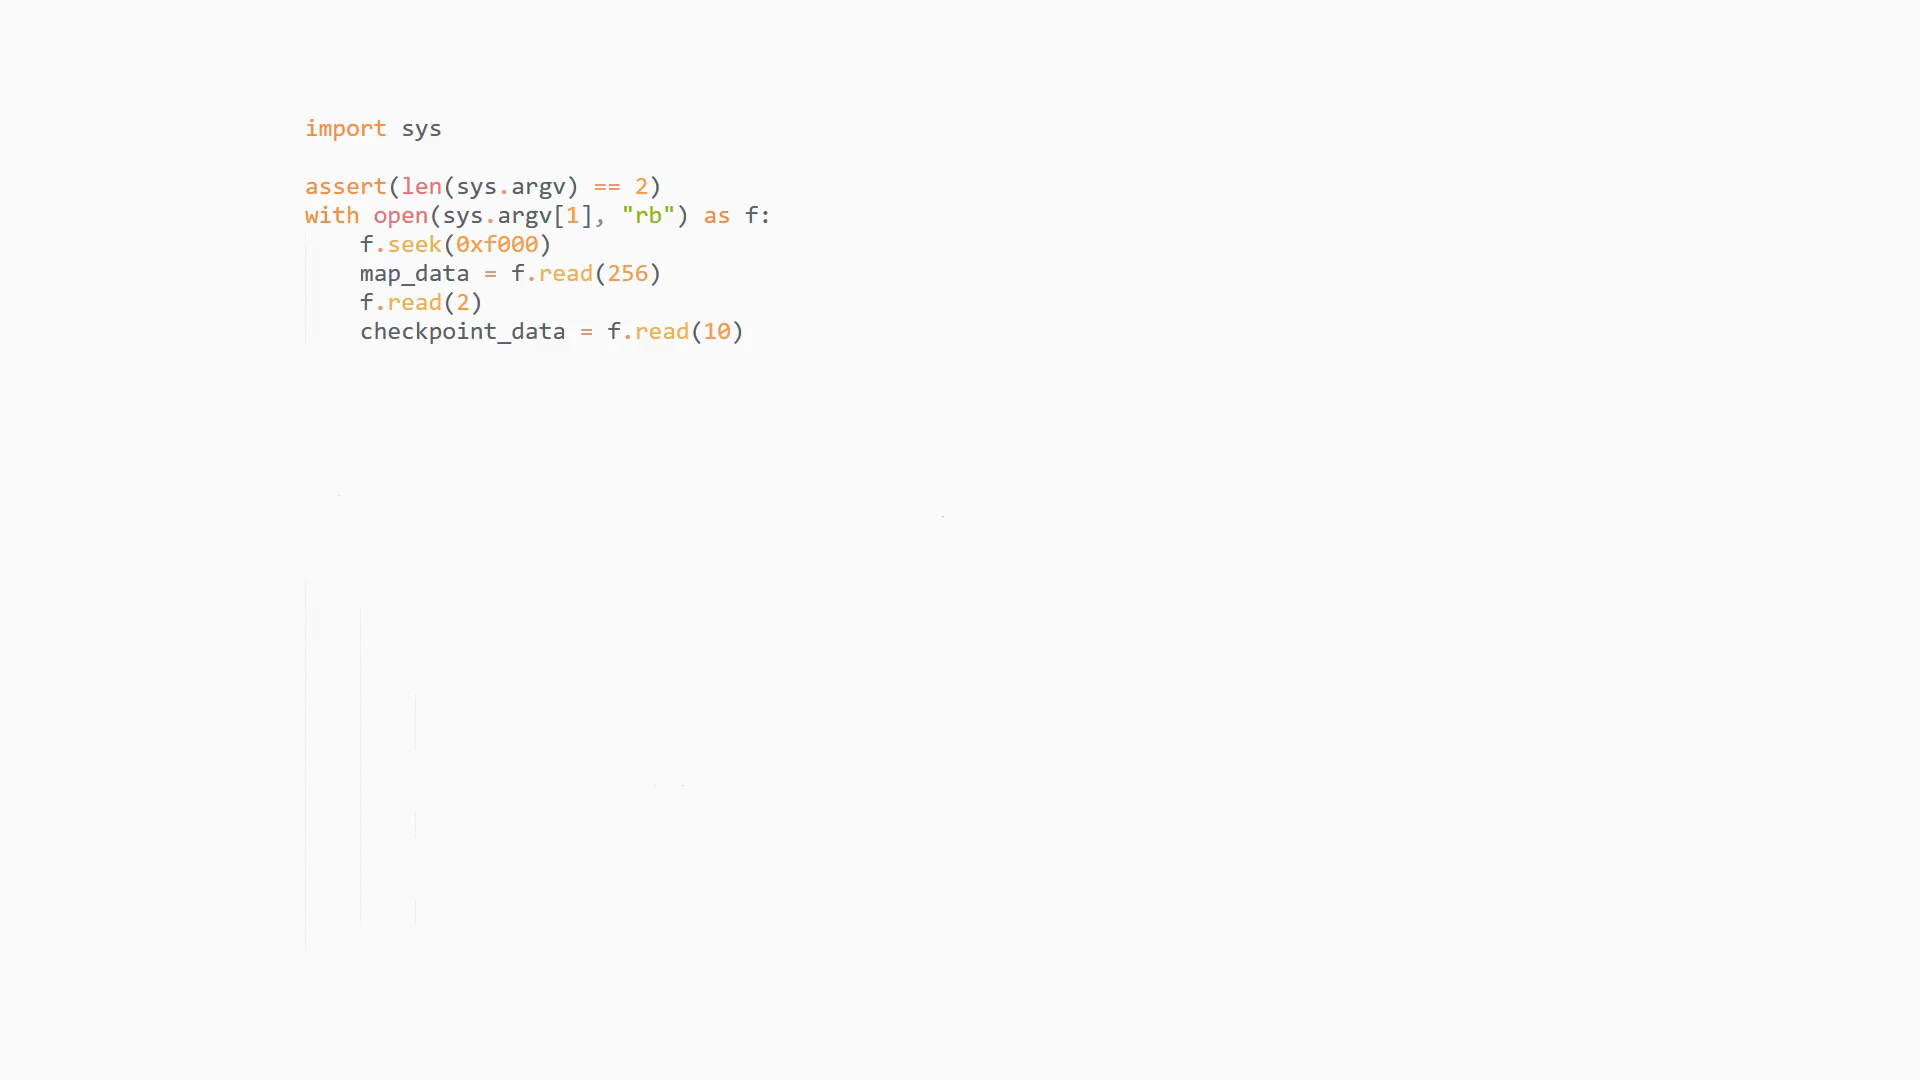 import sys

assert(len(sys.argv) == 2)
with open(sys.argv[1], "rb") as f:
    f.seek(0xf000)
    map_data = f.read(256)
    f.read(2)
    checkpoint_data = f.read(10)